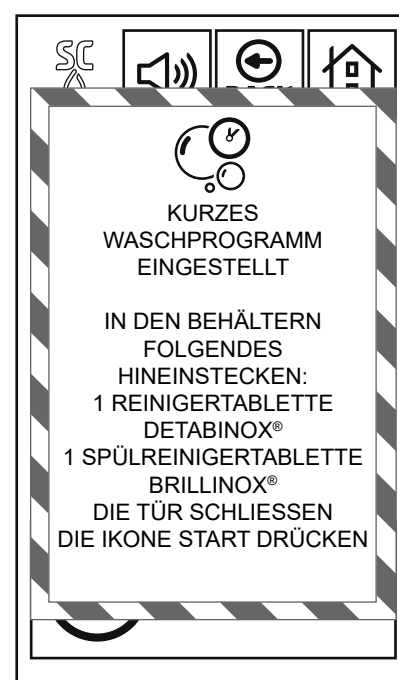 SC
KURZES
WASCHPROGRAMM
EINGESTELLT
IN DEN BEHÄLTERN
FOLGENDES
HINEINSTECKEN:
1 REINIGERTABLETTE
DETABINOX®
1 SPÜLREINIGERTABLETTE
BRILLINOX®
DIE TÜR SCHLIESSEN
DIE IKONE START DRÜCKEN